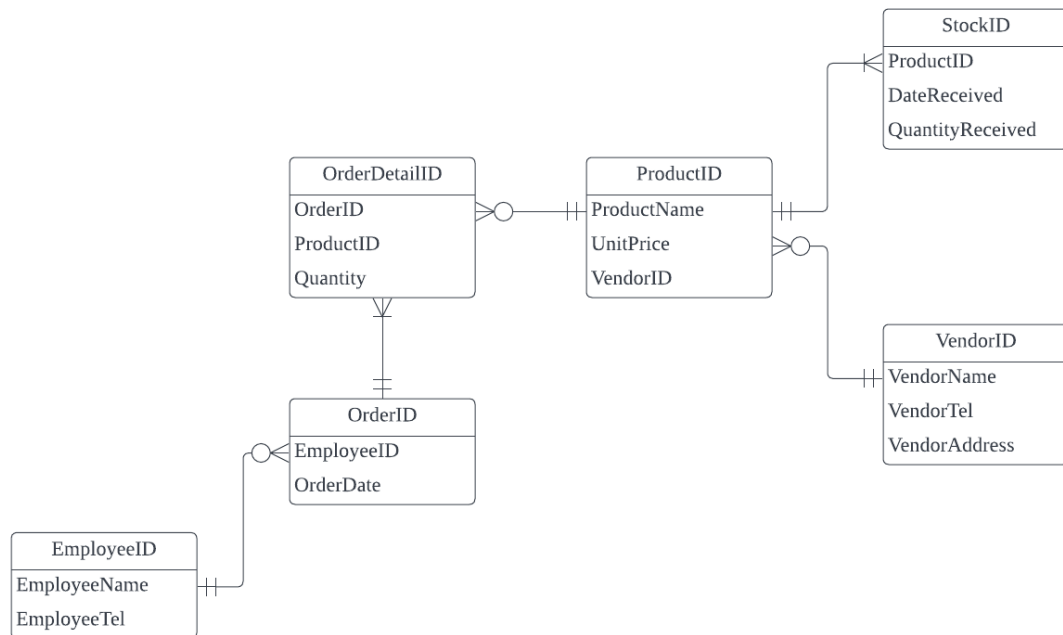 StockID
ProductID
DateReceived
QuantityReceived
OrderDetailID
OrderID
ProductID
Quantity
ProductID
ProductName
UnitPrice
VendorID
VendorID
VendorName
VendorTel
VendorAddress
OrderID
EmployeeID
OrderDate
EmployeeID
EmployeeName
EmployeeTel